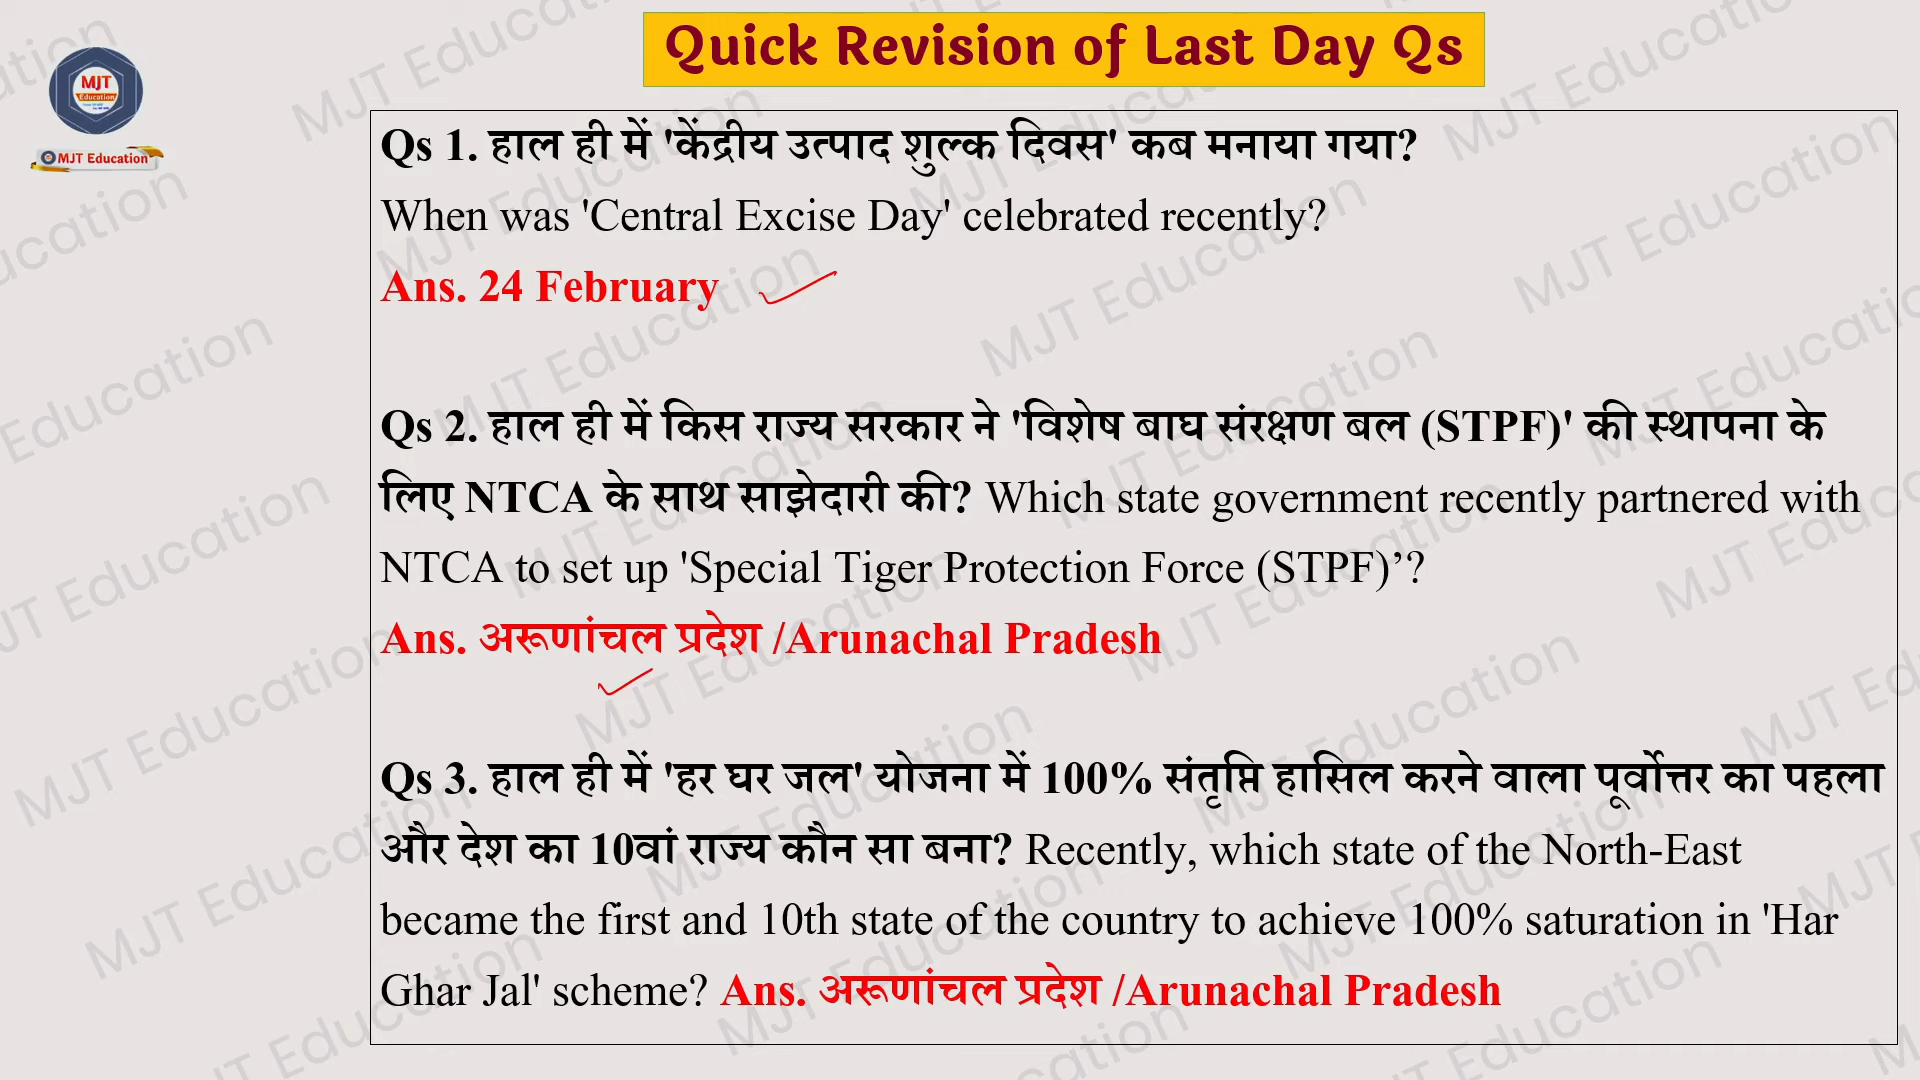 Quick Revision of Last Day Qs
MJT
Education
MJT Education
Qs 1. हाल ही में 'केंद्रीय उत्पाद शुल्क दिवस' कब मनाया गया?
When was 'Central Excise Day' celebrated recently?
Ans. 24 February
Qs 2. हाल ही में किस राज्य सरकार ने 'विशेष बाघ संरक्षण बल (STPF)' की स्थापना के
लिए NTCA के साथ साझेदारी की? Which state government recently partnered with
NTCA to set up 'Special Tiger Protection Force (STPF)’?
Ans. अरूणांचल प्रदेश /Arunachal Pradesh
Qs 3. हाल ही में 'हर घर जल' योजना में 100% संतृप्ति हासिल करने वाला पूर्वोत्तर का पहला
और देश का 10वां राज्य कौन सा बना? Recently, which state of the North-East
became the first and 10th state of the country to achieve 100% saturation in 'Har
Ghar Jal' scheme? Ans. अरूणांचल प्रदेश /Arunachal Pradesh